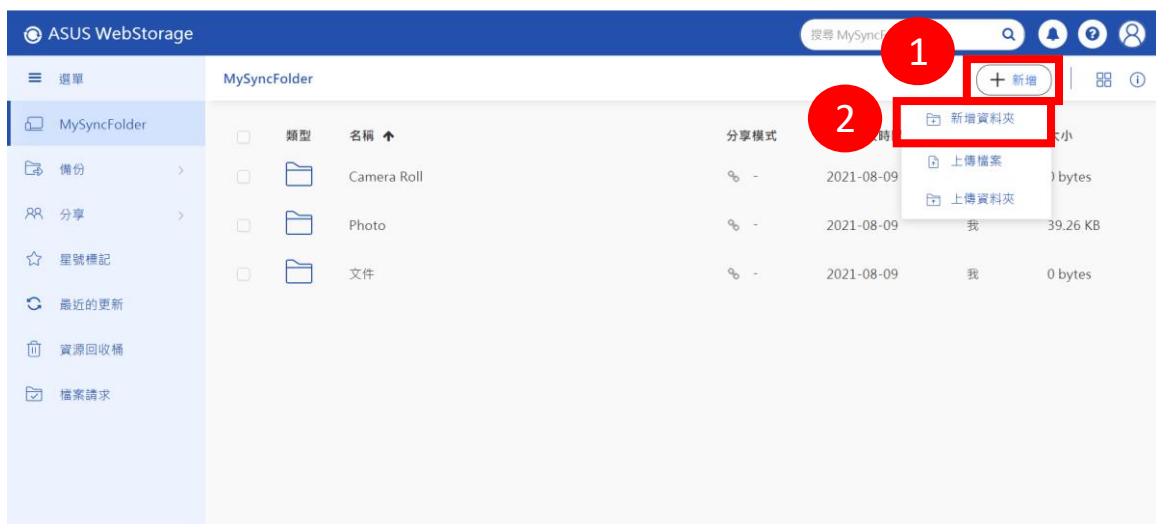 ASUS WebStorage
搜尋 MySyncF
1
選單
MySyncFolder
新增
2
MySyncFolder
新增資料夾
類型 名稱 分享模式 時 大小
上傳檔案
備份
Camera Roll - 2021-08-09 0 bytes
上傳資料夾
分享
Photo - 2021-08-09 我 39.26 KB
星號標記
文件 - 2021-08-09 我 0 bytes
最近的更新
資源回收桶
檔案請求